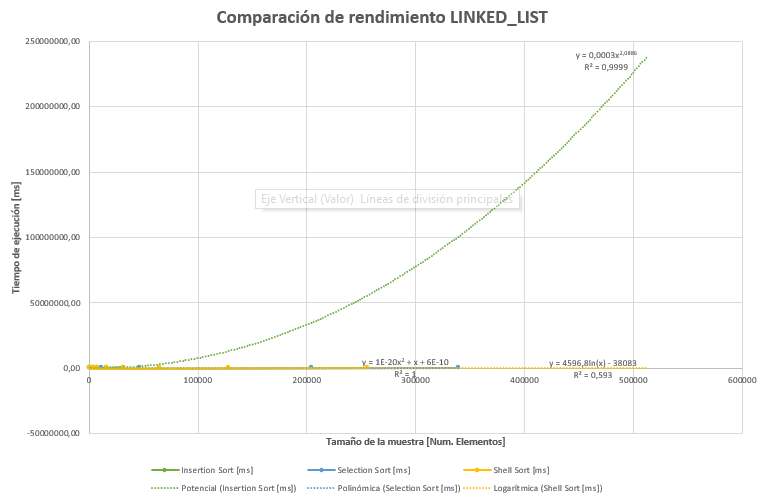 Comparación de rendimiento LINKED_LIST
250000000,00
200000000,00
150000000,00
100000000,00
50000000,00
0,00
-50000000,00
Tiempo de ejecución [ms]
y = 0,0003x^2,0886
R² = 0,9999
Eje Vertical (Valor) Líneas de división principales
y = 1E-20x² + x + 6E-10
R² = 1
y = 4596,8ln(x) - 38083
R² = 0,593
0 100000 200000 300000 400000 500000 600000
Tamaño de la muestra [Num. Elementos]
Insertion Sort [ms] Selection Sort [ms] Shell Sort [ms]
Potencial (Insertion Sort [ms]) Polinómica (Selection Sort [ms]) Logarítmica (Shell Sort [ms])